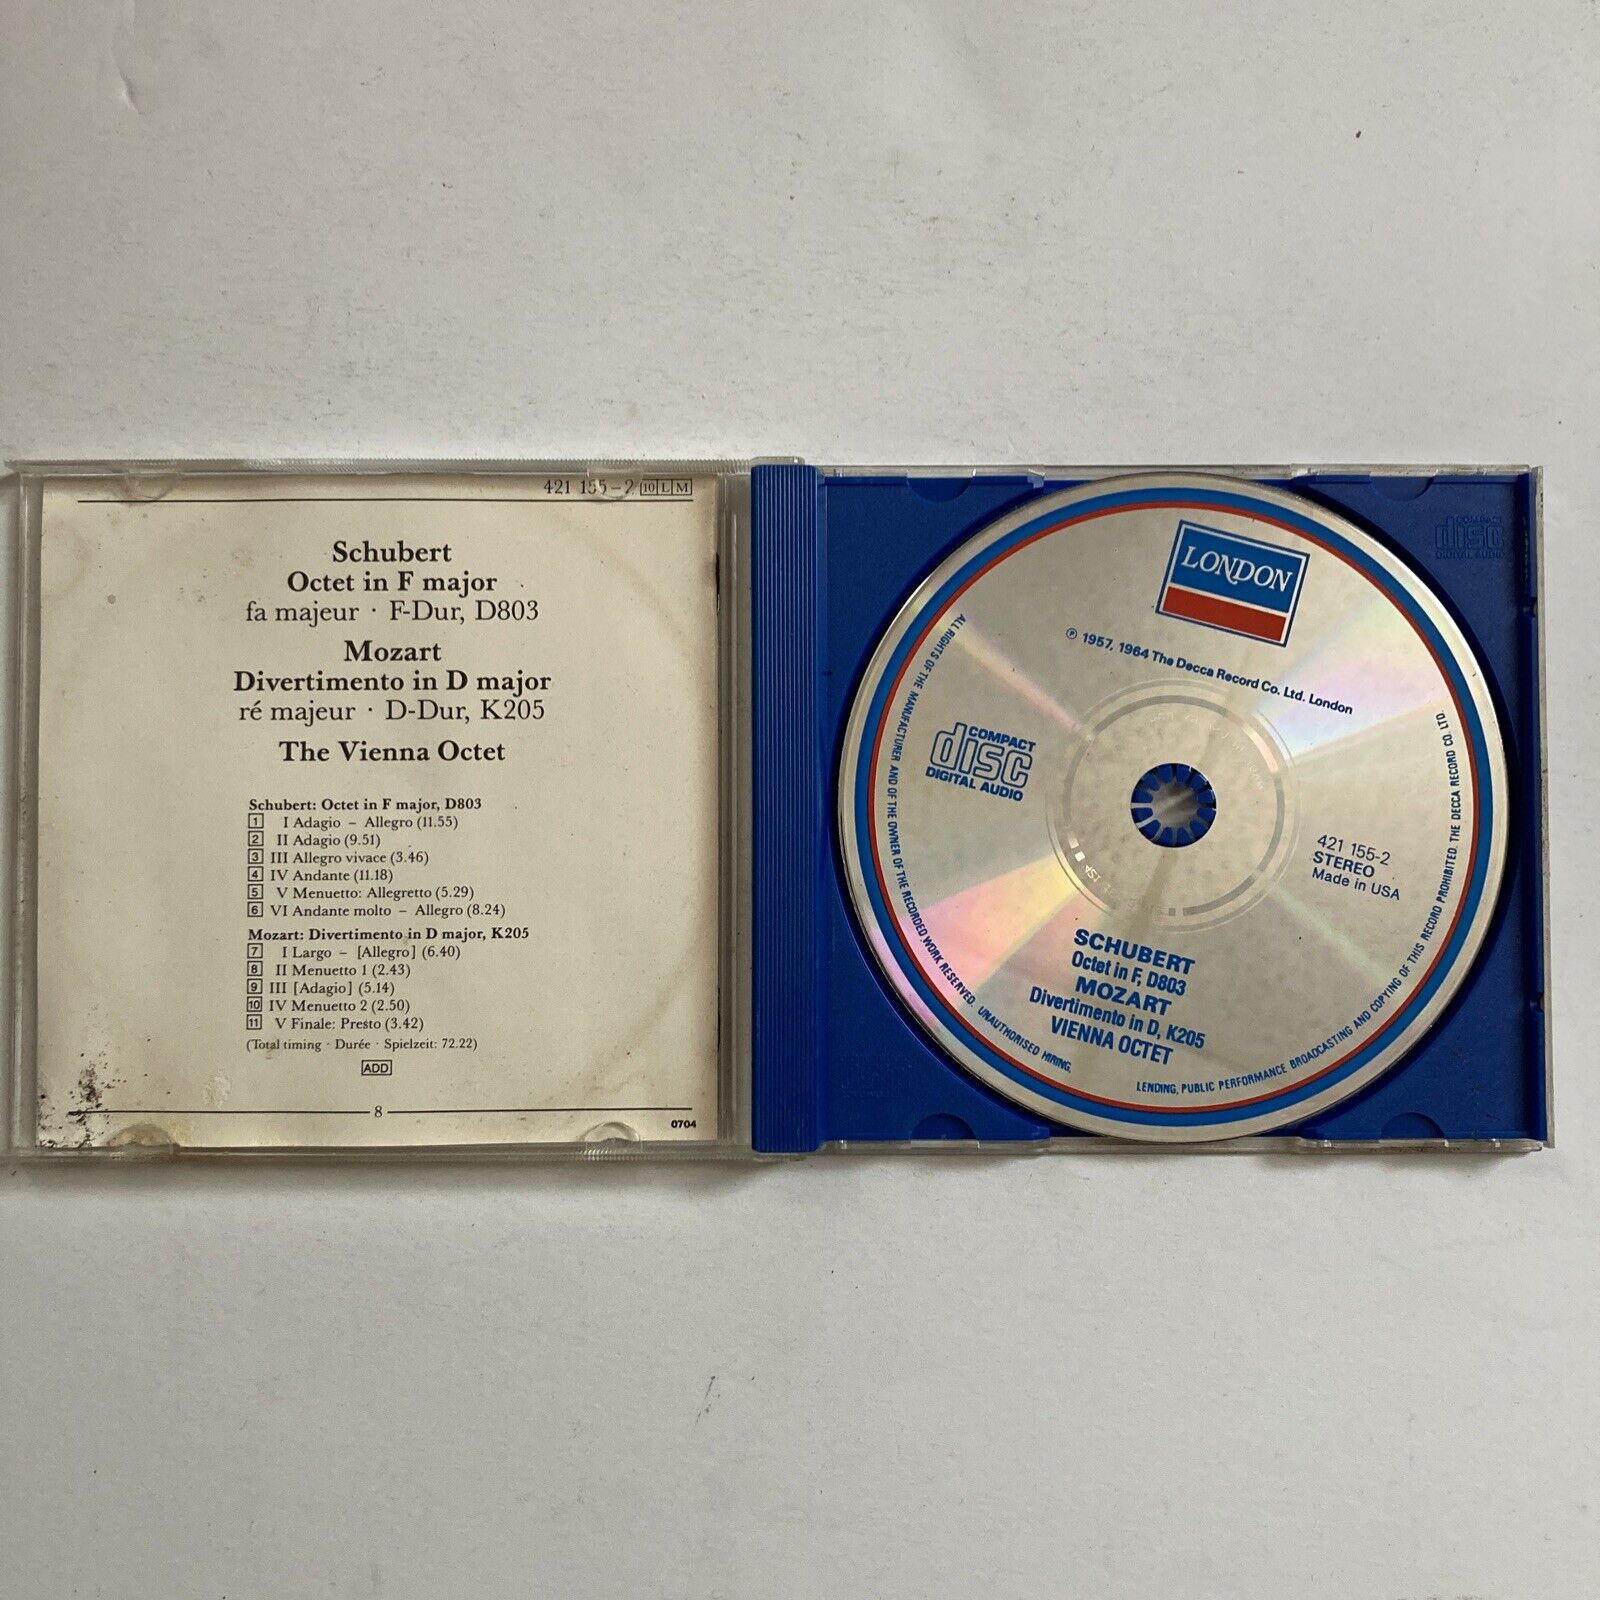 421 155-2 10 L M
Schubert
Octet in F major
fa majeur · F-Dur, D803
Mozart
Divertimento in D major
ré majeur · D-Dur, K205
The Vienna Octet
Schubert: Octet in F major, D803
1 I Adagio – Allegro (11.55)
2 II Adagio (9.51)
3 III Allegro vivace (3.46)
4 IV Andante (11.18)
5 V Menuetto: Allegretto (5.29)
6 VI Andante molto – Allegro (8.24)
Mozart: Divertimento in D major, K205
7 I Largo – [Allegro] (6.40)
8 II Menuetto 1 (2.43)
9 III [Adagio] (5.14)
10 IV Menuetto 2 (2.50)
11 V Finale: Presto (3.42)
(Total timing · Durée · Spielzeit: 72.22)
ADD
8
0704
LONDON
℗ 1957, 1964 The Decca Record Co. Ltd. London
COMPACT
disc
DIGITAL AUDIO
421 155-2
STEREO
Made in USA
SCHUBERT
Octet in F, D803
MOZART
Divertimento in D, K205
VIENNA OCTET
ALL RIGHTS OF THE MANUFACTURER AND OF THE OWNER OF THE RECORDED WORK RESERVED. UNAUTHORISED HIRING, LENDING, PUBLIC PERFORMANCE BROADCASTING AND COPYING OF THIS RECORD PROHIBITED. THE DECCA RECORD CO. LTD.
COMPACT
disc
DIGITAL AUDIO